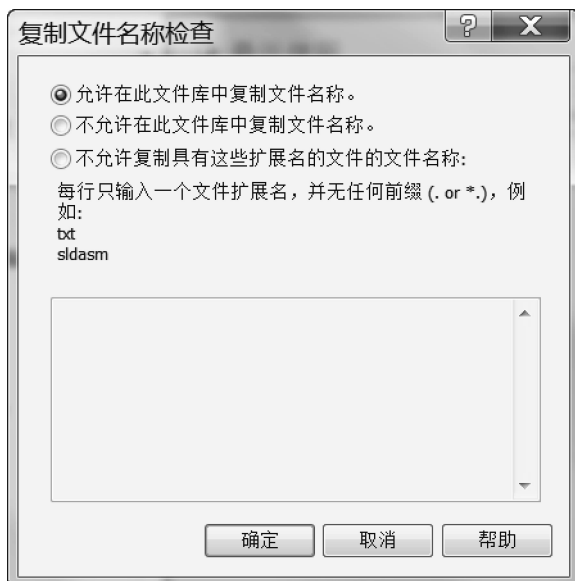 复制文件名称检查
允许在此文件库中复制文件名称。
不允许在此文件库中复制文件名称。
不允许复制具有这些扩展名的文件的文件名称:
每行只输入一个文件扩展名，并无任何前缀 (. or *.)，例
如:
txt
sldasm
确定
取消
帮助